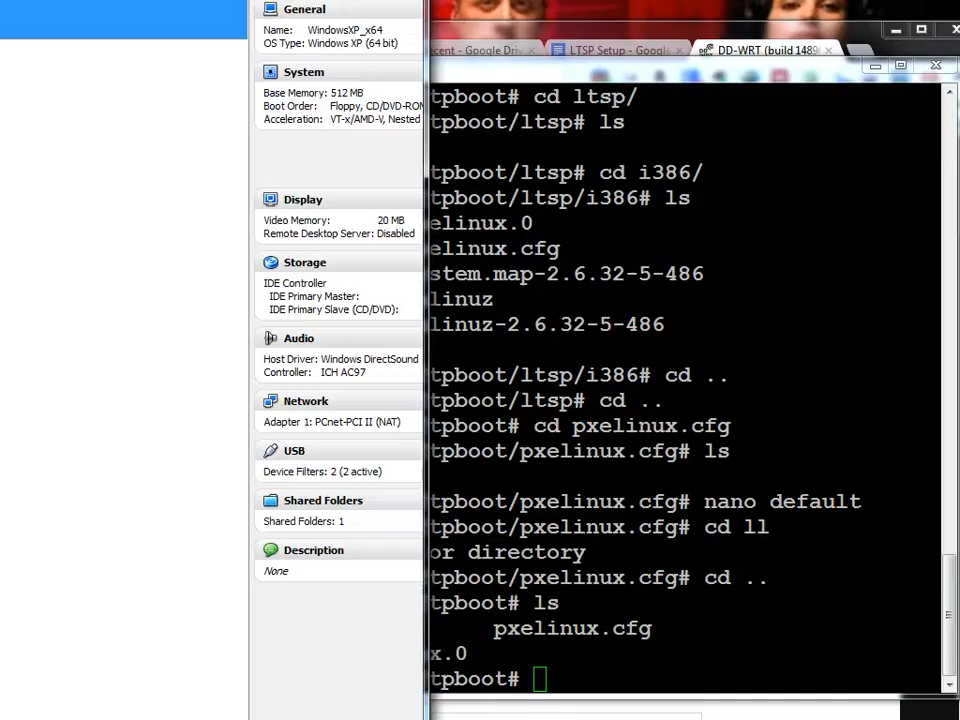 General
Name: WindowsXP_x64
OS Type: Windows XP (64 bit)
System
Base Memory: 512 MB
Boot Order: Floppy, CD/DVD-ROM
Acceleration: VT-x/AMD-V, Nested
Display
Video Memory: 20 MB
Remote Desktop Server: Disabled
Storage
IDE Controller
IDE Primary Master:
IDE Primary Slave (CD/DVD):
Audio
Host Driver: Windows DirectSound
Controller: ICH AC97
Network
Adapter 1: PCnet-PCI II (NAT)
USB
Device Filters: 2 (2 active)
Shared Folders
Shared Folders: 1
Description
None
ecent - Google Driv
LTSP Setup - Google
DD-WRT (build 1489
tpboot# cd ltsp/
tpboot/ltsp# ls
tpboot/ltsp# cd i386/
tpboot/ltsp/i386# ls
elinux.0
elinux.cfg
stem.map-2.6.32-5-486
linuz
linuz-2.6.32-5-486
tpboot/ltsp/i386# cd ..
tpboot/ltsp# cd ..
tpboot# cd pxelinux.cfg
tpboot/pxelinux.cfg# ls
tpboot/pxelinux.cfg# nano default
tpboot/pxelinux.cfg# cd ll
or directory
tpboot/pxelinux.cfg# cd ..
tpboot# ls
pxelinux.cfg
x.0
tpboot#